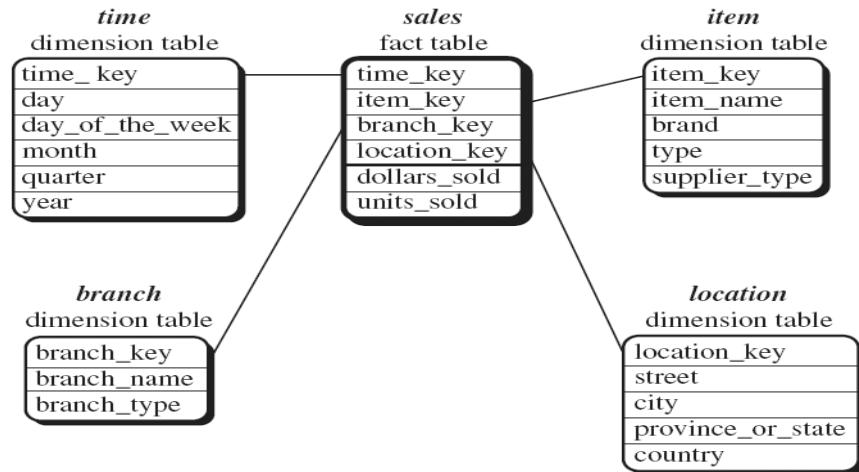 time
dimension table
time_ key
day
day_of_the_week
month
quarter
year
sales
fact table
time_key
item_key
branch_key
location_key
dollars_sold
units_sold
item
dimension table
item_key
item_name
brand
type
supplier_type
branch
dimension table
branch_key
branch_name
branch_type
location
dimension table
location_key
street
city
province_or_state
country